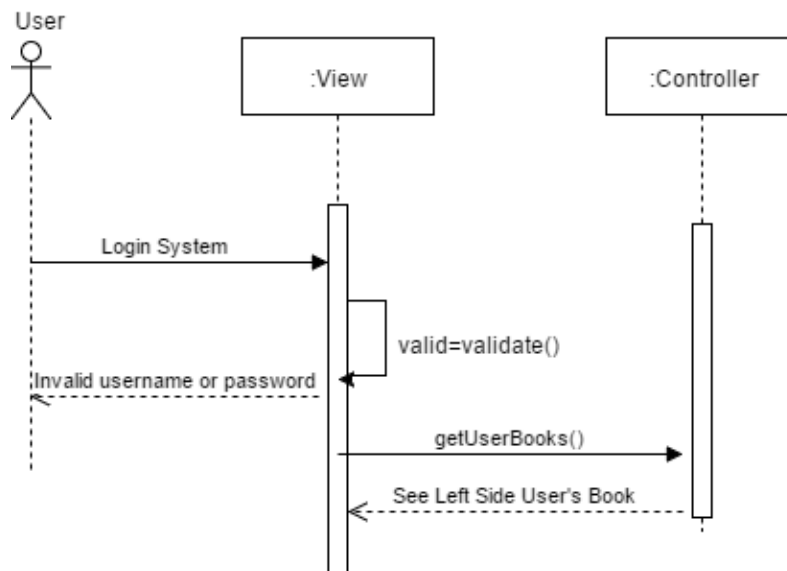 User
:View
:Controller
Login System
valid=validate()
Invalid username or password
getUserBooks()
See Left Side User's Book